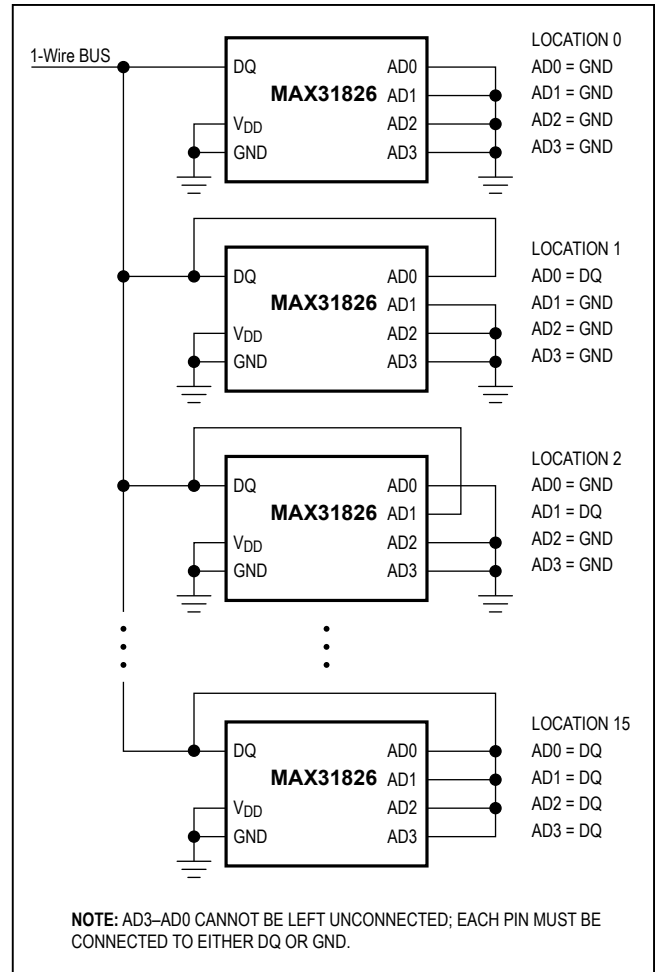 1-Wire BUS
DQ
AD0
MAX31826
AD1
VDD
AD2
GND
AD3
LOCATION 0
AD0 = GND
AD1 = GND
AD2 = GND
AD3 = GND
DQ
AD0
MAX31826
AD1
VDD
AD2
GND
AD3
LOCATION 1
AD0 = DQ
AD1 = GND
AD2 = GND
AD3 = GND
DQ
AD0
MAX31826
AD1
VDD
AD2
GND
AD3
LOCATION 2
AD0 = GND
AD1 = DQ
AD2 = GND
AD3 = GND
DQ
AD0
MAX31826
AD1
VDD
AD2
GND
AD3
LOCATION 15
AD0 = DQ
AD1 = DQ
AD2 = DQ
AD3 = DQ
NOTE: AD3–AD0 CANNOT BE LEFT UNCONNECTED; EACH PIN MUST BE
CONNECTED TO EITHER DQ OR GND.